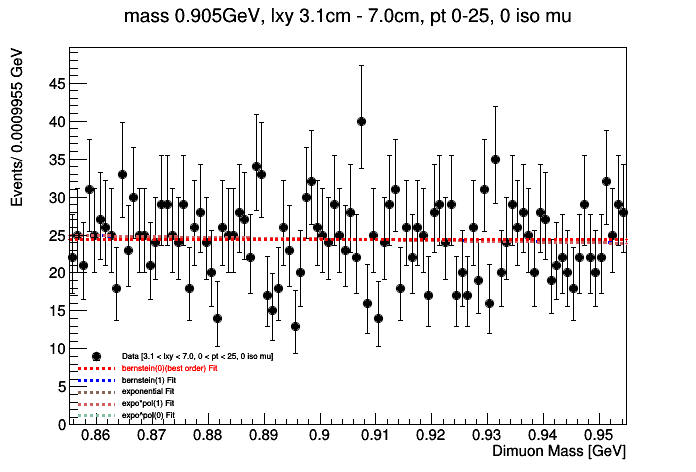 mass 0.905GeV, lxy 3.1cm - 7.0cm, pt 0-25, 0 iso mu
Events/ 0.0009955 GeV
45
40
35
30
25
20
15
10
5
0
Data [3.1 < lxy < 7.0, 0 < pt < 25, 0 iso mu]
bernstein(0)(best order) Fit
bernstein(1) Fit
exponential Fit
expo*pol(1) Fit
expo*pol(0) Fit
0.86 0.87 0.88 0.89 0.9 0.91 0.92 0.93 0.94 0.95
Dimuon Mass [GeV]